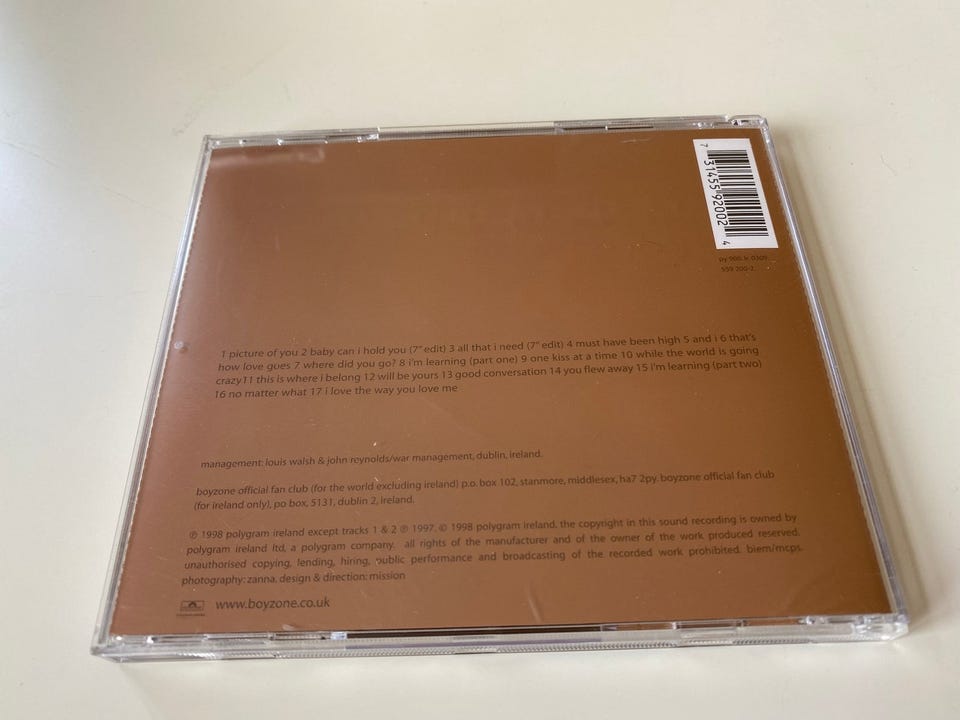 7 31455 92002 4
py 900. lc 0309.
559 200-2.
1 picture of you 2 baby can i hold you (7" edit) 3 all that i need (7" edit) 4 must have been high 5 and i 6 that's
how love goes 7 where did you go? 8 i'm learning (part one) 9 one kiss at a time 10 while the world is going
crazy11 this is where i belong 12 will be yours 13 good conversation 14 you flew away 15 i'm learning (part two)
16 no matter what 17 i love the way you love me
management: louis walsh & john reynolds/war management, dublin, ireland.
boyzone official fan club (for the world excluding ireland) p.o. box 102, stanmore, middlesex, ha7 2py. boyzone official fan club
(for ireland only), po box, 5131, dublin 2, ireland.
℗ 1998 polygram ireland except tracks 1 & 2 ℗ 1997. © 1998 polygram ireland. the copyright in this sound recording is owned by
polygram ireland ltd, a polygram company. all rights of the manufacturer and of the owner of the work produced reserved.
unauthorised copying, lending, hiring, public performance and broadcasting of the recorded work prohibited. biem/mcps.
photography: zanna. design & direction: mission
www.boyzone.co.uk